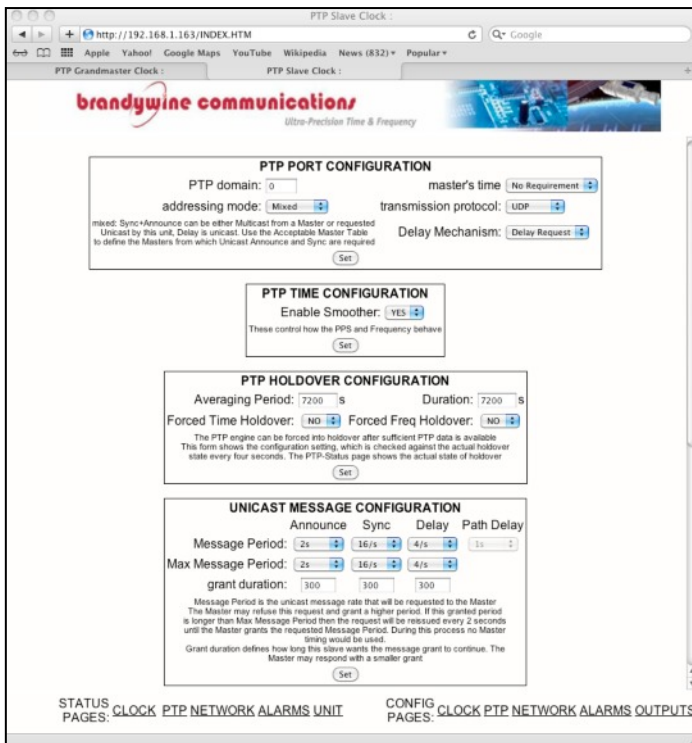 PTP Slave Clock :
http://192.168.1.163/INDEX.HTM
Google
Apple Yahoo! Google Maps YouTube Wikipedia News (832) Popular
PTP Grandmaster Clock : PTP Slave Clock :
brandywine communications
Ultra-Precision Time & Frequency
PTP PORT CONFIGURATION
PTP domain: 0 master's time No Requirement
addressing mode: Mixed transmission protocol: UDP
mixed: Sync+Announce can be either Multicast from a Master or requested
Unicast by this unit, Delay is unicast. Use the Acceptable Master Table
to define the Masters from which Unicast Announce and Sync are required
Delay Mechanism: Delay Request
Set
PTP TIME CONFIGURATION
Enable Smoother: YES
These control how the PPS and Frequency behave
Set
PTP HOLDOVER CONFIGURATION
Averaging Period: 7200 s Duration: 7200 s
Forced Time Holdover: NO Forced Freq Holdover: NO
The PTP engine can be forced into holdover after sufficient PTP data is available
This form shows the configuration setting, which is checked against the actual holdover
state every four seconds. The PTP-Status page shows the actual state of holdover
Set
UNICAST MESSAGE CONFIGURATION
Announce Sync Delay Path Delay
Message Period: 2s 16/s 4/s 1s
Max Message Period: 2s 16/s 4/s
grant duration: 300 300 300
Message Period is the unicast message rate that will be requested to the Master
The Master may refuse this request and grant a higher period. If this granted period
is longer than Max Message Period then the request will be reissued every 2 seconds
until the Master grants the requested Message Period. During this process no Master
timing would be used.
Grant duration defines how long this slave wants the message grant to continue. The
Master may respond with a smaller grant
Set
STATUS PAGES: CLOCK PTP NETWORK ALARMS UNIT CONFIG PAGES: CLOCK PTP NETWORK ALARMS OUTPUTS